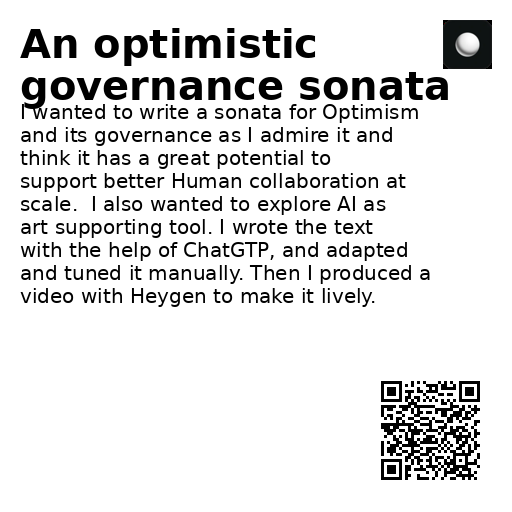 An optimistic
governance sonata
I wanted to write a sonata for Optimism
and its governance as I admire it and
think it has a great potential to
support better Human collaboration at
scale.  I also wanted to explore AI as
art supporting tool. I wrote the text
with the help of ChatGTP, and adapted
and tuned it manually. Then I produced a
video with Heygen to make it lively.